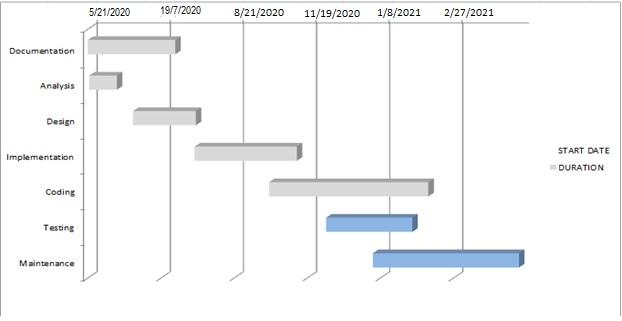 5/21/2020 19/7/2020 8/21/2020 11/19/2020 1/8/2021 2/27/2021
Documentation
Analysis
Design
Implementation
Coding
Testing
Maintenance
START DATE
DURATION